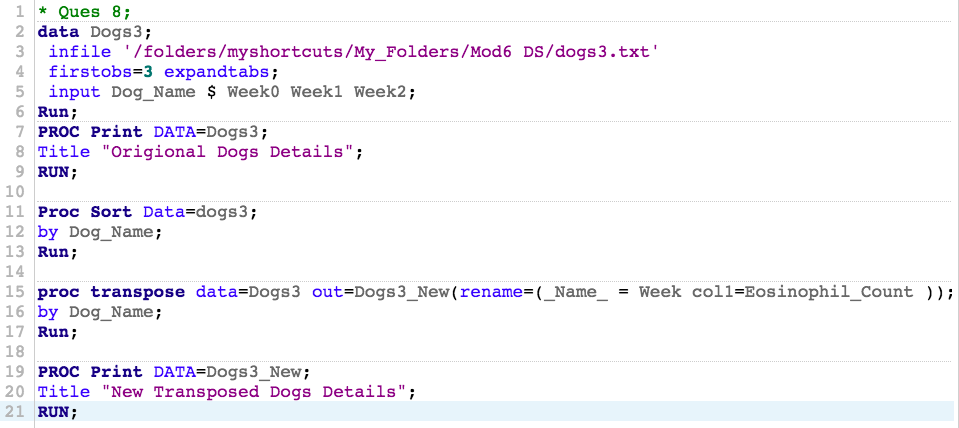 1 * Ques 8;
2 data Dogs3;
3 infile '/folders/myshortcuts/My_Folders/Mod6 DS/dogs3.txt'
4 firstobs=3 expandtabs;
5 input Dog_Name $ Week0 Week1 Week2;
6 Run;
7 PROC Print DATA=Dogs3;
8 Title "Origional Dogs Details";
9 RUN;
10
11 Proc Sort Data=dogs3;
12 by Dog_Name;
13 Run;
14
15 proc transpose data=Dogs3 out=Dogs3_New(rename=(_Name_ = Week col1=Eosinophil_Count ));
16 by Dog_Name;
17 Run;
18
19 PROC Print DATA=Dogs3_New;
20 Title "New Transposed Dogs Details";
21 RUN;